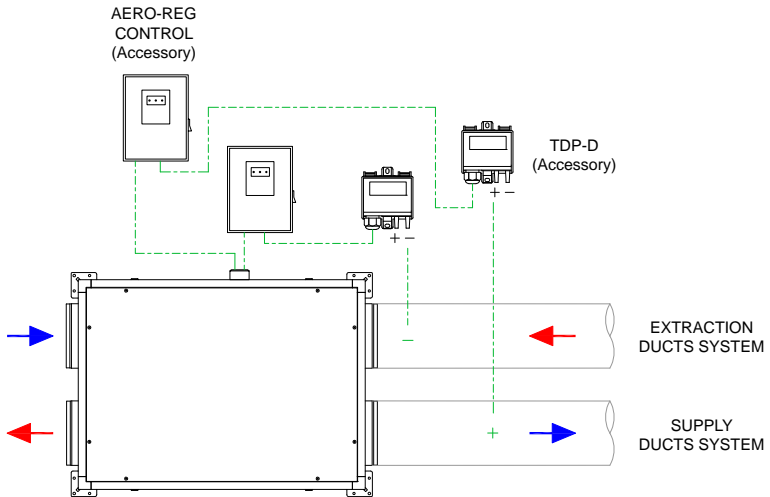 AERO-REG
CONTROL
(Accessory)
TDP-D
(Accessory)
+ −
+ −
−
EXTRACTION
DUCTS SYSTEM
+
SUPPLY
DUCTS SYSTEM